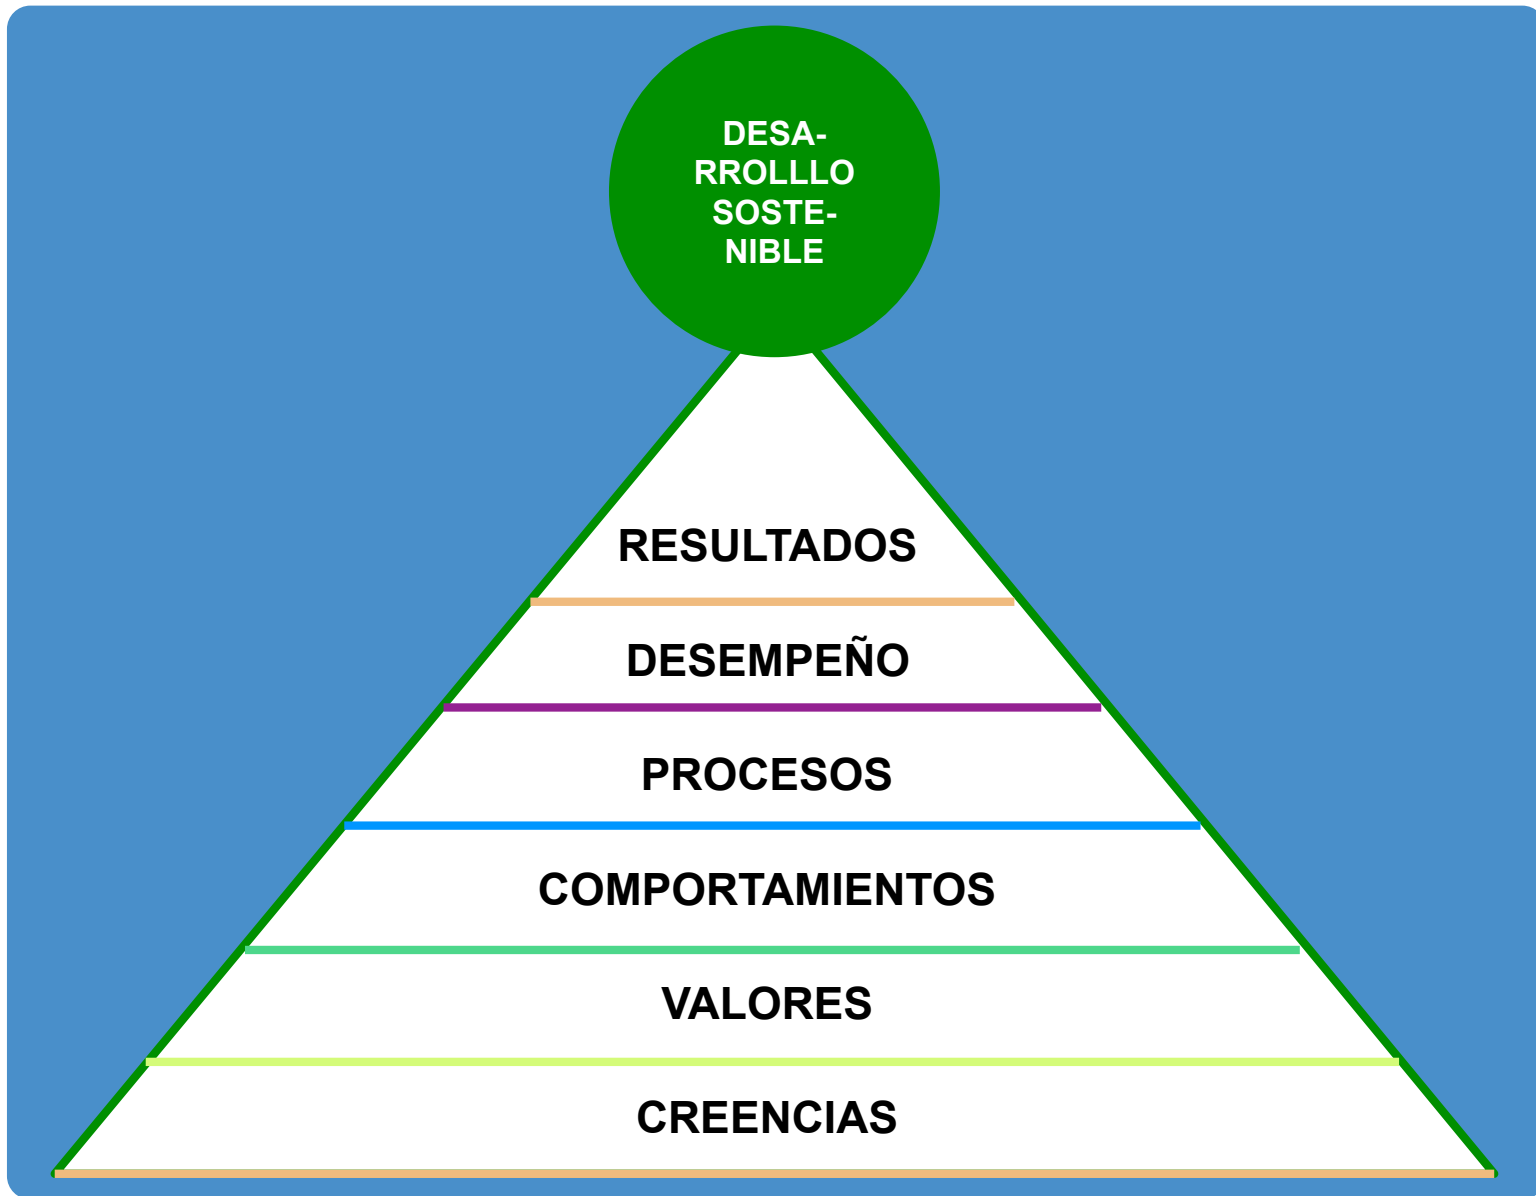 DESA-
RROLLLO
SOSTE-
NIBLE
RESULTADOS
DESEMPEÑO
PROCESOS
COMPORTAMIENTOS
VALORES
CREENCIAS